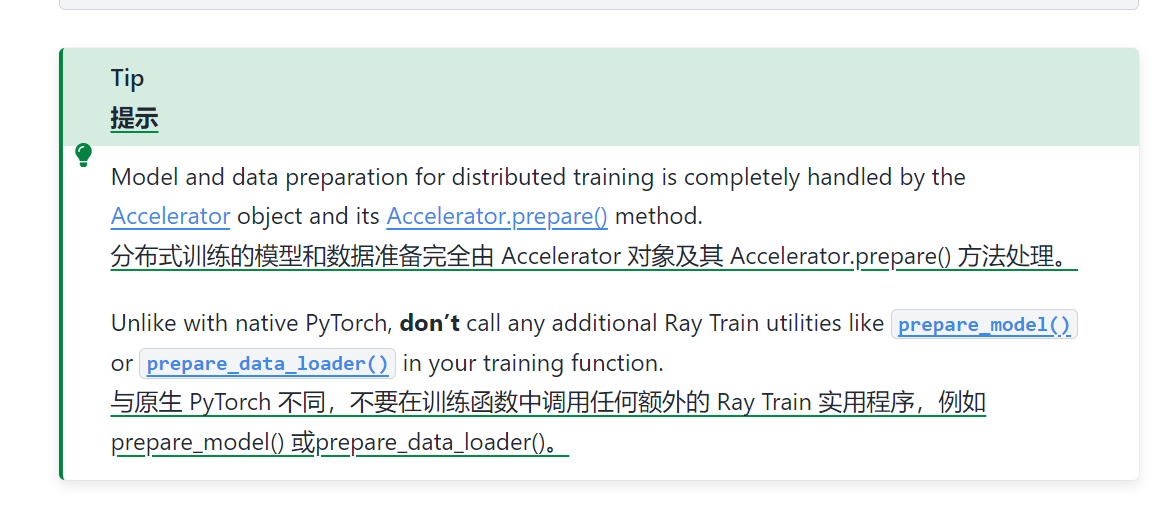 Tip
提示
Model and data preparation for distributed training is completely handled by the
Accelerator object and its Accelerator.prepare() method.
分布式训练的模型和数据准备完全由 Accelerator 对象及其 Accelerator.prepare() 方法处理。
Unlike with native PyTorch, don’t call any additional Ray Train utilities like prepare_model()
or prepare_data_loader() in your training function.
与原生 PyTorch 不同，不要在训练函数中调用任何额外的 Ray Train 实用程序，例如
prepare_model() 或prepare_data_loader()。